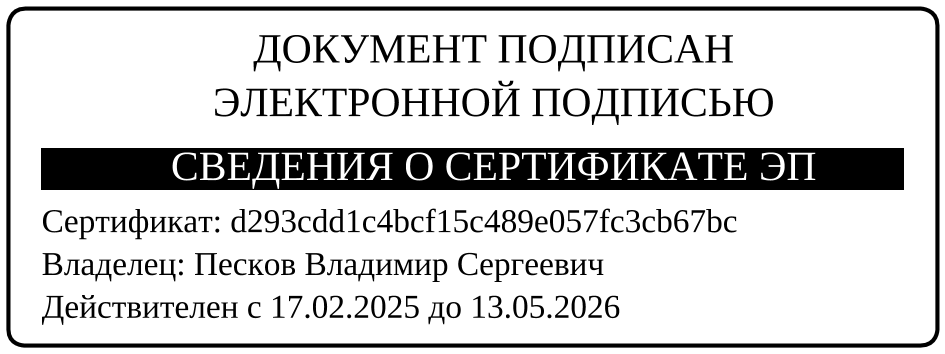 ДОКУМЕНТ ПОДПИСАН
ЭЛЕКТРОННОЙ ПОДПИСЬЮ
СВЕДЕНИЯ О СЕРТИФИКАТЕ ЭП
Сертификат: d293cdd1c4bcf15c489e057fc3cb67bc
Владелец: Песков Владимир Сергеевич
Действителен с 17.02.2025 до 13.05.2026